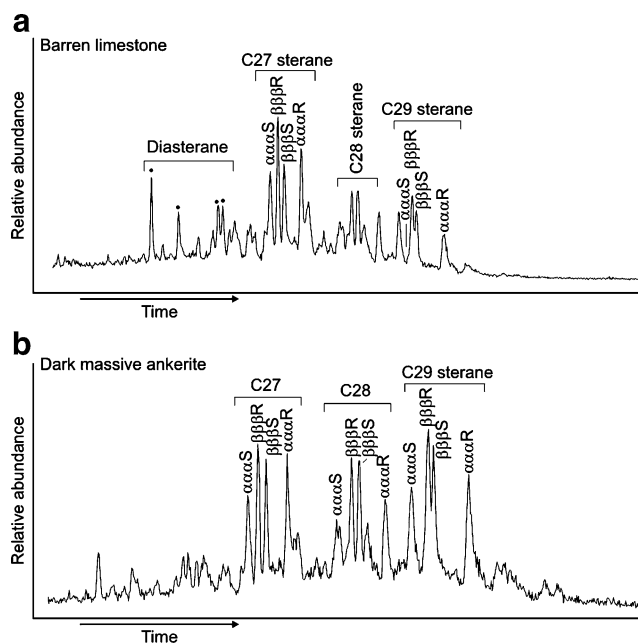 a
Barren limestone
Relative abundance
Diasterane
C27 sterane
αααS
βββR
βββS
αααR
C28 sterane
C29 sterane
αααS
βββR
βββS
αααR
Time
b
Dark massive ankerite
Relative abundance
C27
αααS
βββR
βββS
αααR
C28
αααS
βββR
βββS
αααR
C29 sterane
αααS
βββR
βββS
αααR
Time